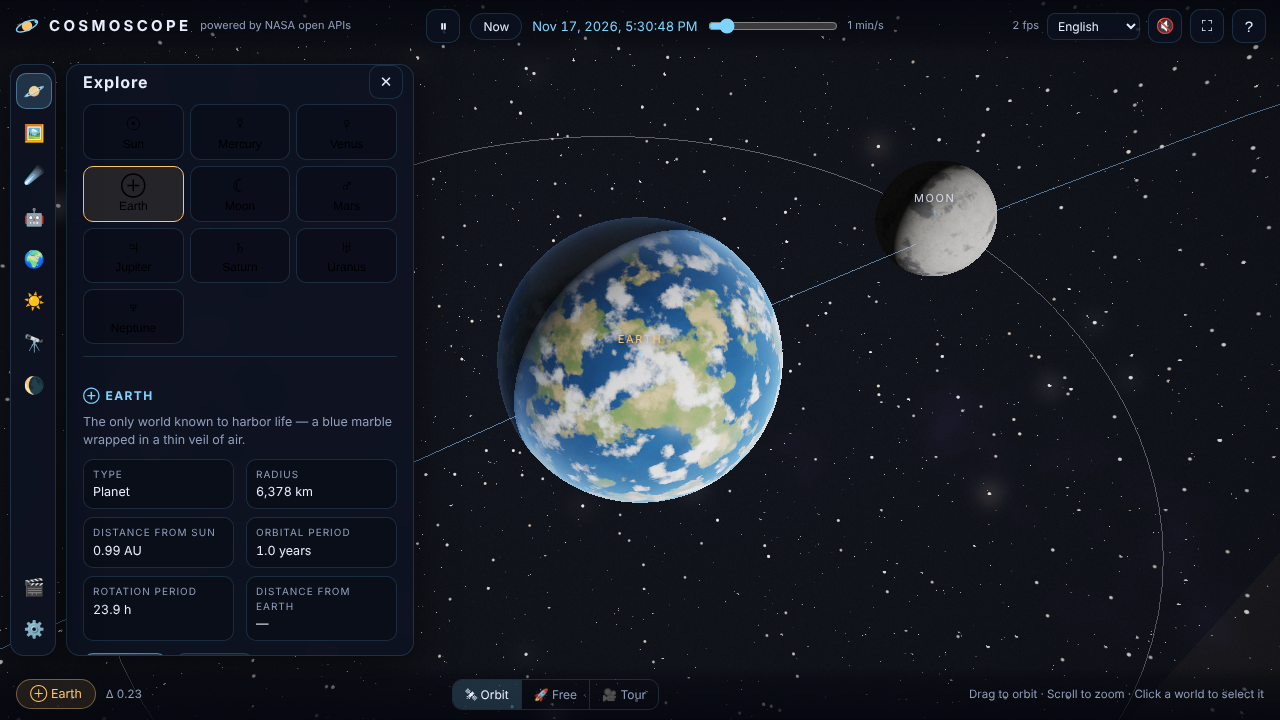 COSMOSCOPE powered by NASA open APIs
Now Nov 17, 2026, 5:30:48 PM 1 min/s
2 fps English ?
Explore ✕
Sun Mercury Venus
Earth Moon Mars
Jupiter Saturn Uranus
Neptune
EARTH
The only world known to harbor life — a blue marble
wrapped in a thin veil of air.
TYPE
Planet
RADIUS
6,378 km
DISTANCE FROM SUN
0.99 AU
ORBITAL PERIOD
1.0 years
ROTATION PERIOD
23.9 h
DISTANCE FROM
EARTH
—
MOON
EARTH
Earth Δ 0.23
Orbit Free Tour
Drag to orbit · Scroll to zoom · Click a world to select it